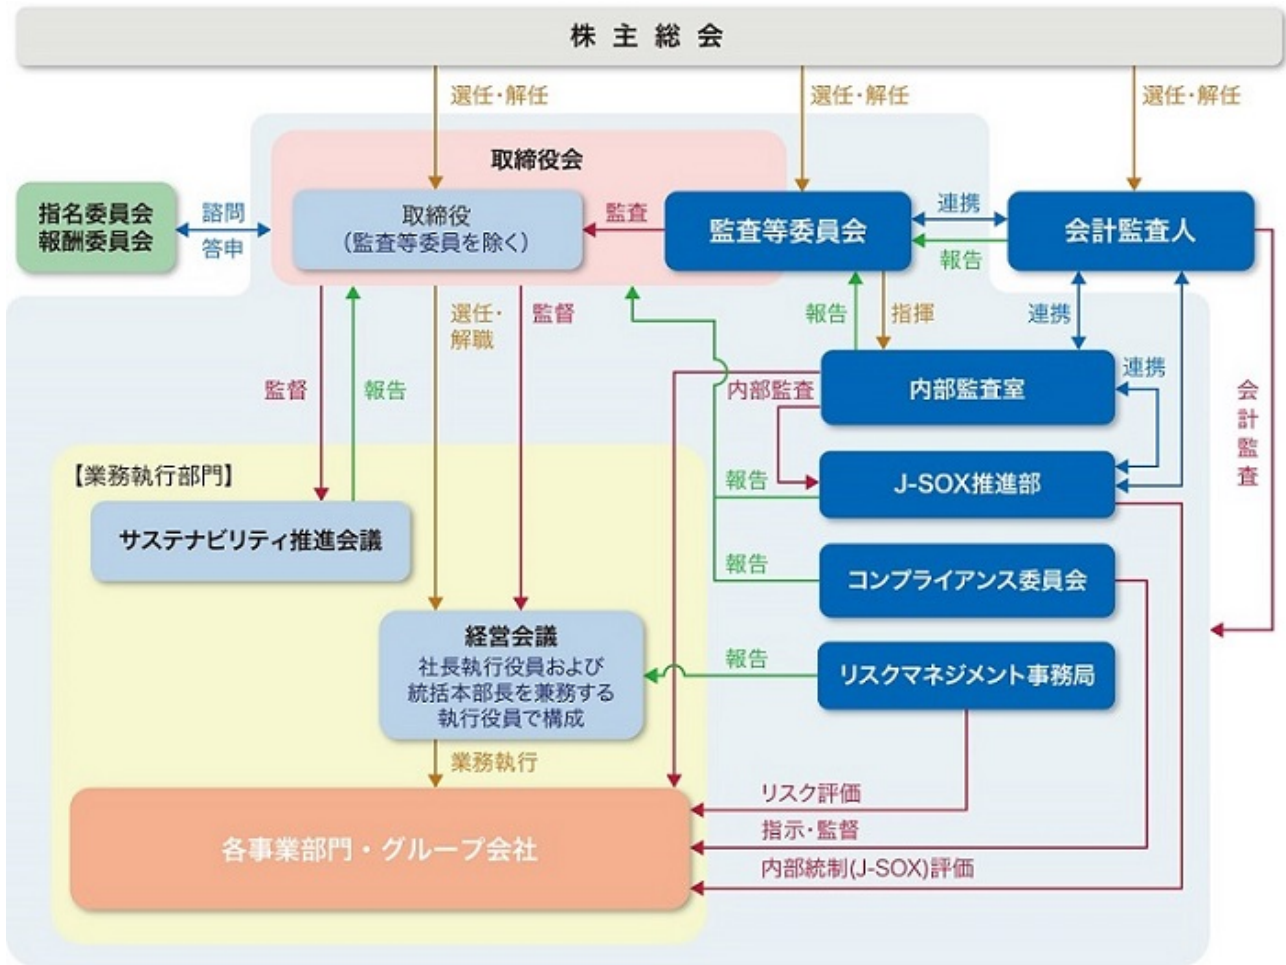 株主総会
選任・解任
選任・解任
選任・解任
取締役会
指名委員会
報酬委員会
諮問
答申
取締役
(監査等委員を除く)
監査
監査等委員会
連携
報告
会計監査人
選任・
解職
監督
報告
指揮
連携
監督
報告
内部監査
内部監査室
連携
会計監査
【業務執行部門】
サステナビリティ推進会議
報告
J-SOX推進部
報告
コンプライアンス委員会
経営会議
社長執行役員および
統括本部長を兼務する
執行役員で構成
報告
リスクマネジメント事務局
業務執行
各事業部門・グループ会社
リスク評価
指示・監督
内部統制(J-SOX)評価